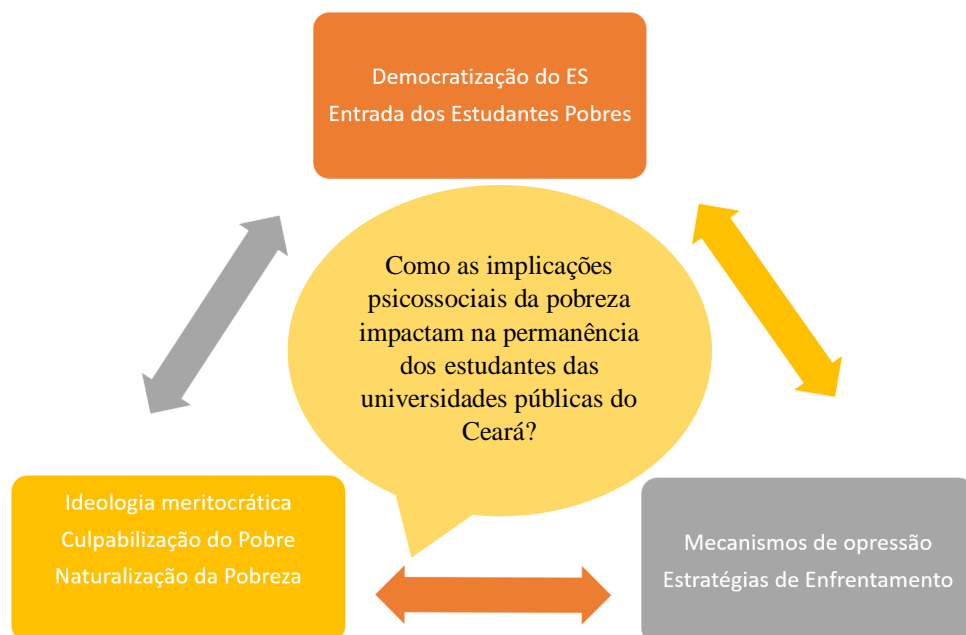 Democratização do ES
Entrada dos Estudantes Pobres
Como as implicações
psicossociais da pobreza
impactam na permanência
dos estudantes das
universidades públicas do
Ceará?
Ideologia meritocrática
Culpabilização do Pobre
Naturalização da Pobreza
Mecanismos de opressão
Estratégias de Enfrentamento